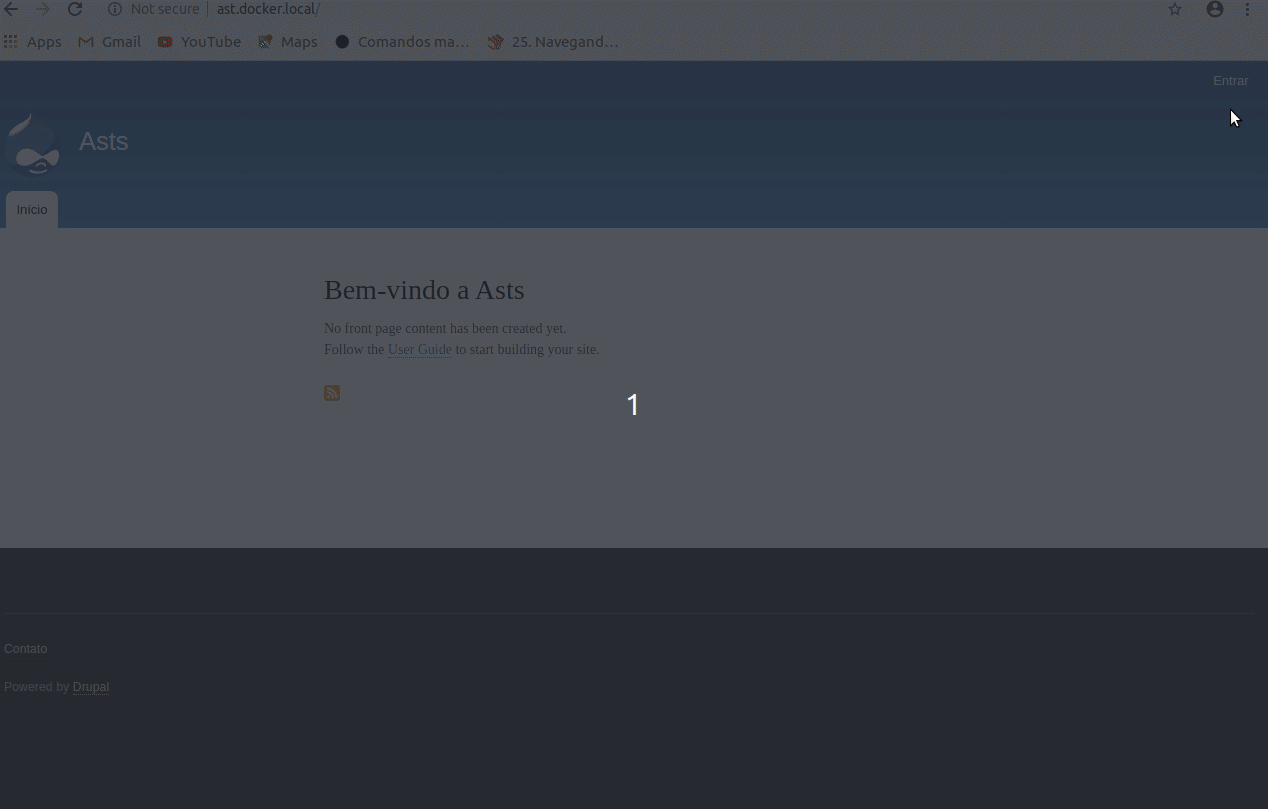 Not secure | ast.docker.local/
Apps Gmail YouTube Maps Comandos ma... 25. Navegand...
Entrar
Asts
Início
Bem-vindo a Asts
No front page content has been created yet.
Follow the User Guide to start building your site.
1
Contato
Powered by Drupal